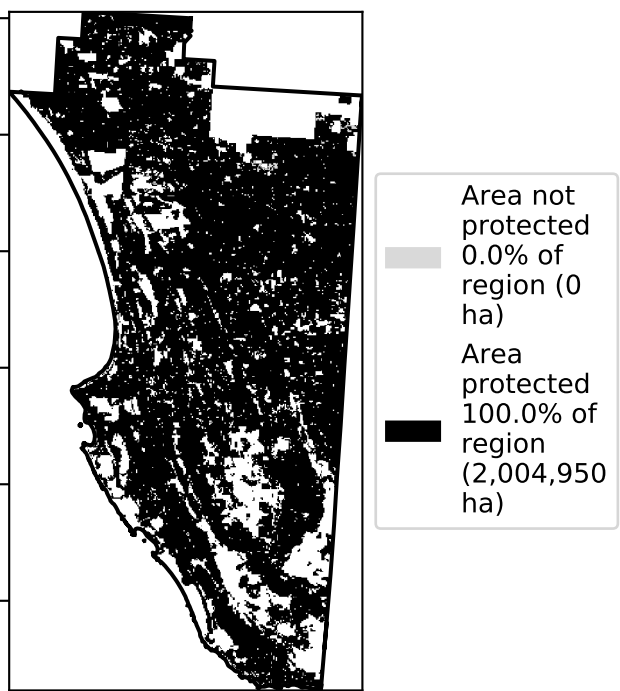 Area not
protected
0.0% of
region (0
ha)
Area
protected
100.0% of
region
(2,004,950
ha)